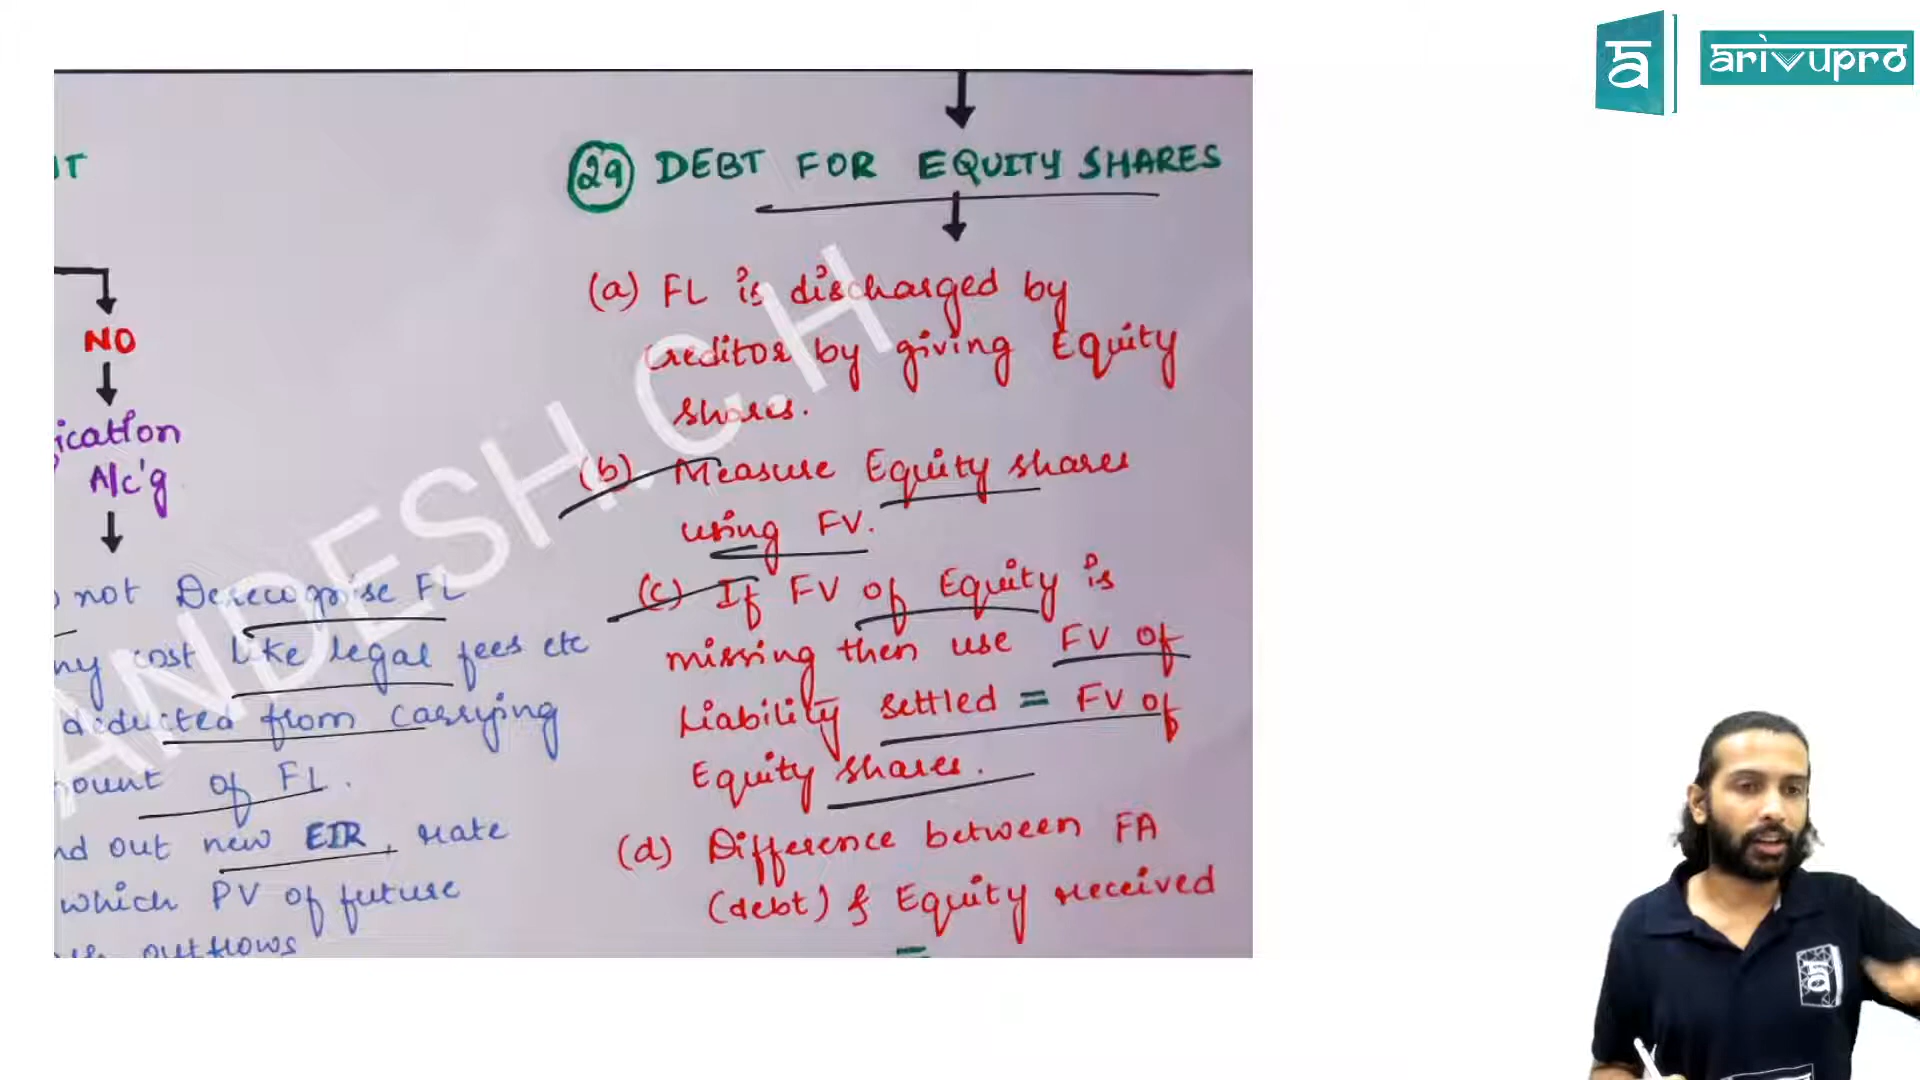 arivupro
IT
29 DEBT FOR EQUITY SHARES
NO
ication
A/c'g
not Derecognise FL
ny cost like legal fees etc
deducted from carrying
ount of FL.
nd out new EIR, rate
which PV of future
outflows
(a) FL is discharged by
creditor by giving Equity
shares.
(b) Measure Equity shares
using FV.
(c) If FV of Equity is
missing then use FV of
Liability settled = FV of
Equity shares.
(d) Difference between FA
(debt) & Equity received
=
ANDESH.C.H